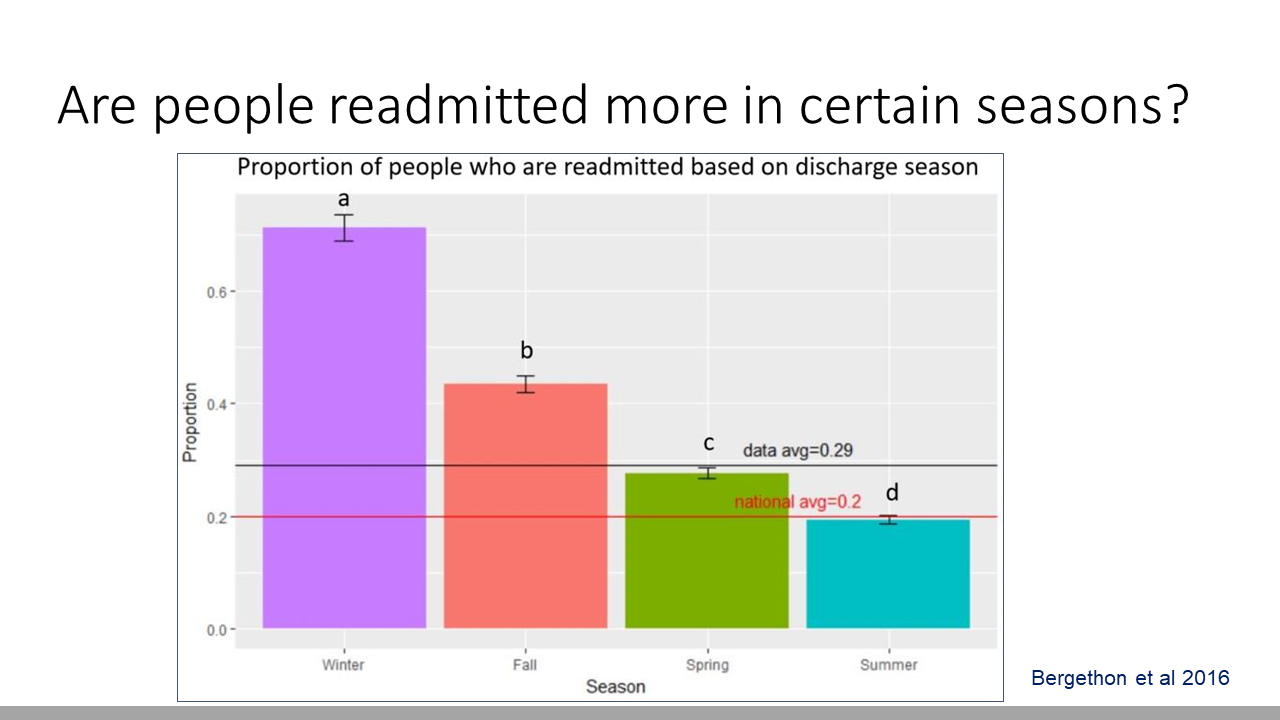 Are people readmitted more in certain seasons?
Proportion of people who are readmitted based on discharge season
a
b
c
d
data avg=0.29
national avg=0.2
Proportion
0.6
0.4
0.2
0.0
Winter Fall Spring Summer
Season
Bergethon et al 2016